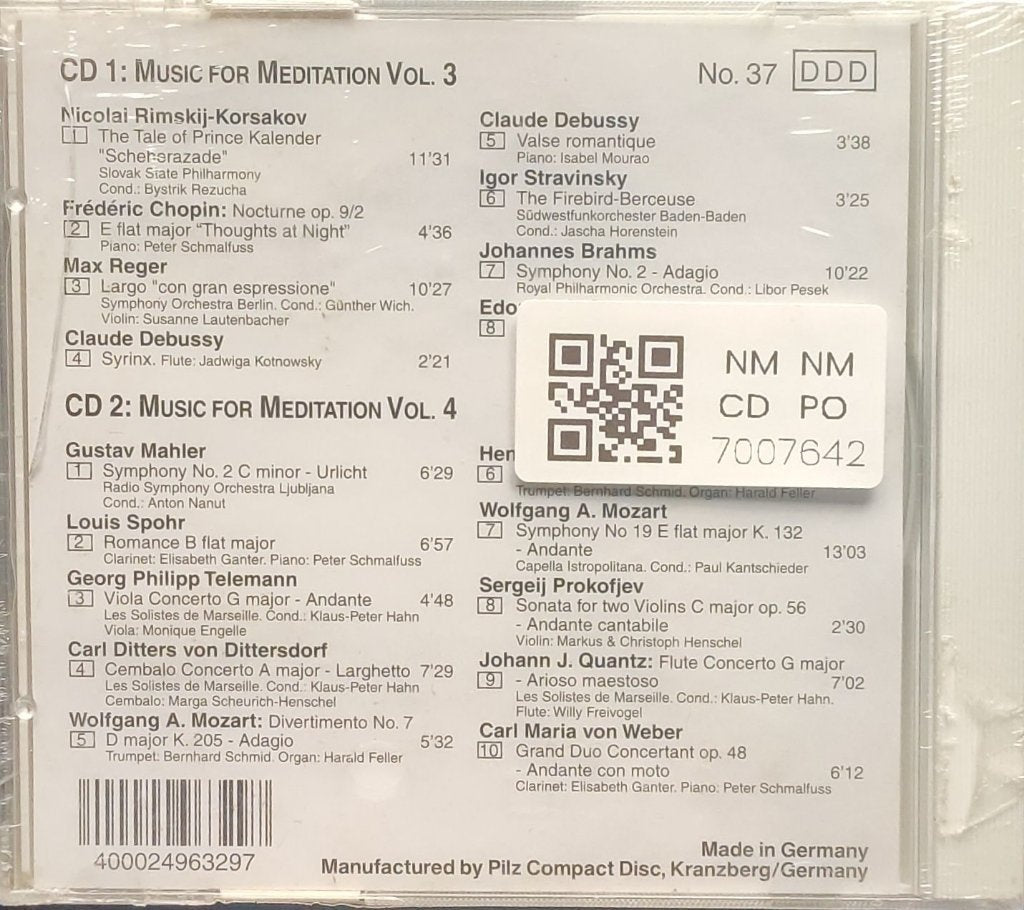 CD 1: MUSIC FOR MEDITATION VOL. 3
No. 37 DDD
Nicolai Rimskij-Korsakov
1 The Tale of Prince Kalender
"Scheherazade" 11'31
Slovak State Philharmony
Cond.: Bystrik Rezucha
Frédéric Chopin: Nocturne op. 9/2
2 E flat major "Thoughts at Night" 4'36
Piano: Peter Schmalfuss
Max Reger
3 Largo "con gran espressione" 10'27
Symphony Orchestra Berlin. Cond.: Günther Wich.
Violin: Susanne Lautenbacher
Claude Debussy
4 Syrinx. Flute: Jadwiga Kotnowsky 2'21
Claude Debussy
5 Valse romantique 3'38
Piano: Isabel Mourao
Igor Stravinsky
6 The Firebird-Berceuse 3'25
Südwestfunkorchester Baden-Baden
Cond.: Jascha Horenstein
Johannes Brahms
7 Symphony No. 2 - Adagio 10'22
Royal Philharmonic Orchestra. Cond.: Libor Pesek
8
NM NM
CD PO
7007642
CD 2: MUSIC FOR MEDITATION VOL. 4
Gustav Mahler
1 Symphony No. 2 C minor - Urlicht 6'29
Radio Symphony Orchestra Ljubljana
Cond.: Anton Nanut
Louis Spohr
2 Romance B flat major 6'57
Clarinet: Elisabeth Ganter. Piano: Peter Schmalfuss
Georg Philipp Telemann
3 Viola Concerto G major - Andante 4'48
Les Solistes de Marseille. Cond.: Klaus-Peter Hahn
Viola: Monique Engelle
Carl Ditters von Dittersdorf
4 Cembalo Concerto A major - Larghetto 7'29
Les Solistes de Marseille. Cond.: Klaus-Peter Hahn
Cembalo: Marga Scheurich-Henschel
Wolfgang A. Mozart: Divertimento No. 7
5 D major K. 205 - Adagio 5'32
Trumpet: Bernhard Schmid. Organ: Harald Feller
6
Trumpet: Bernhard Schmid. Organ: Harald Feller
Wolfgang A. Mozart
7 Symphony No 19 E flat major K. 132
- Andante 13'03
Capella Istropolitana. Cond.: Paul Kantschieder
Sergeij Prokofjev
8 Sonata for two Violins C major op. 56
- Andante cantabile 2'30
Violin: Markus & Christoph Henschel
Johann J. Quantz: Flute Concerto G major
9 - Arioso maestoso 7'02
Les Solistes de Marseille. Cond.: Klaus-Peter Hahn.
Flute: Willy Freivogel
Carl Maria von Weber
10 Grand Duo Concertant op. 48
- Andante con moto 6'12
Clarinet: Elisabeth Ganter. Piano: Peter Schmalfuss
400024963297
Made in Germany
Manufactured by Pilz Compact Disc, Kranzberg/Germany